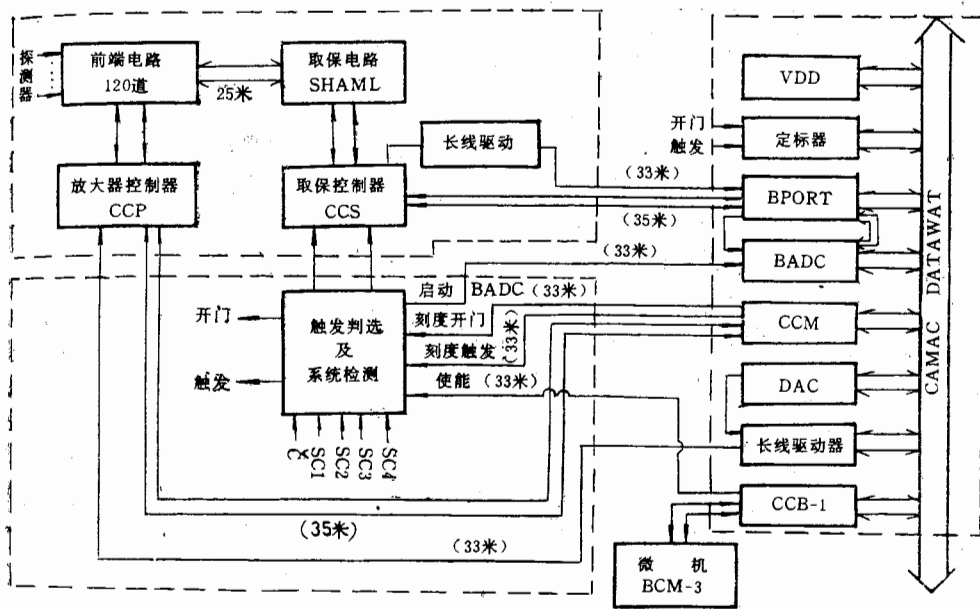 探测器
前端电路
120道
25米
取保电路
SHAML
长线驱动
放大器控制器
CCP
取保控制器
CCS
(33米)
(35米)
(33米)
VDD
开门
触发
定标器
BPORT
BADC
CCM
DAC
长线驱动器
CCB-1
CAMAC DATAWAT
开门
触发
触发判选
及
系统检测
启动 BADC (33米)
刻度开门
刻度触发
(33米)
使能 (33米)
Č
SC1
SC2
SC3
SC4
(35米)
(33米)
微机
BCM-3